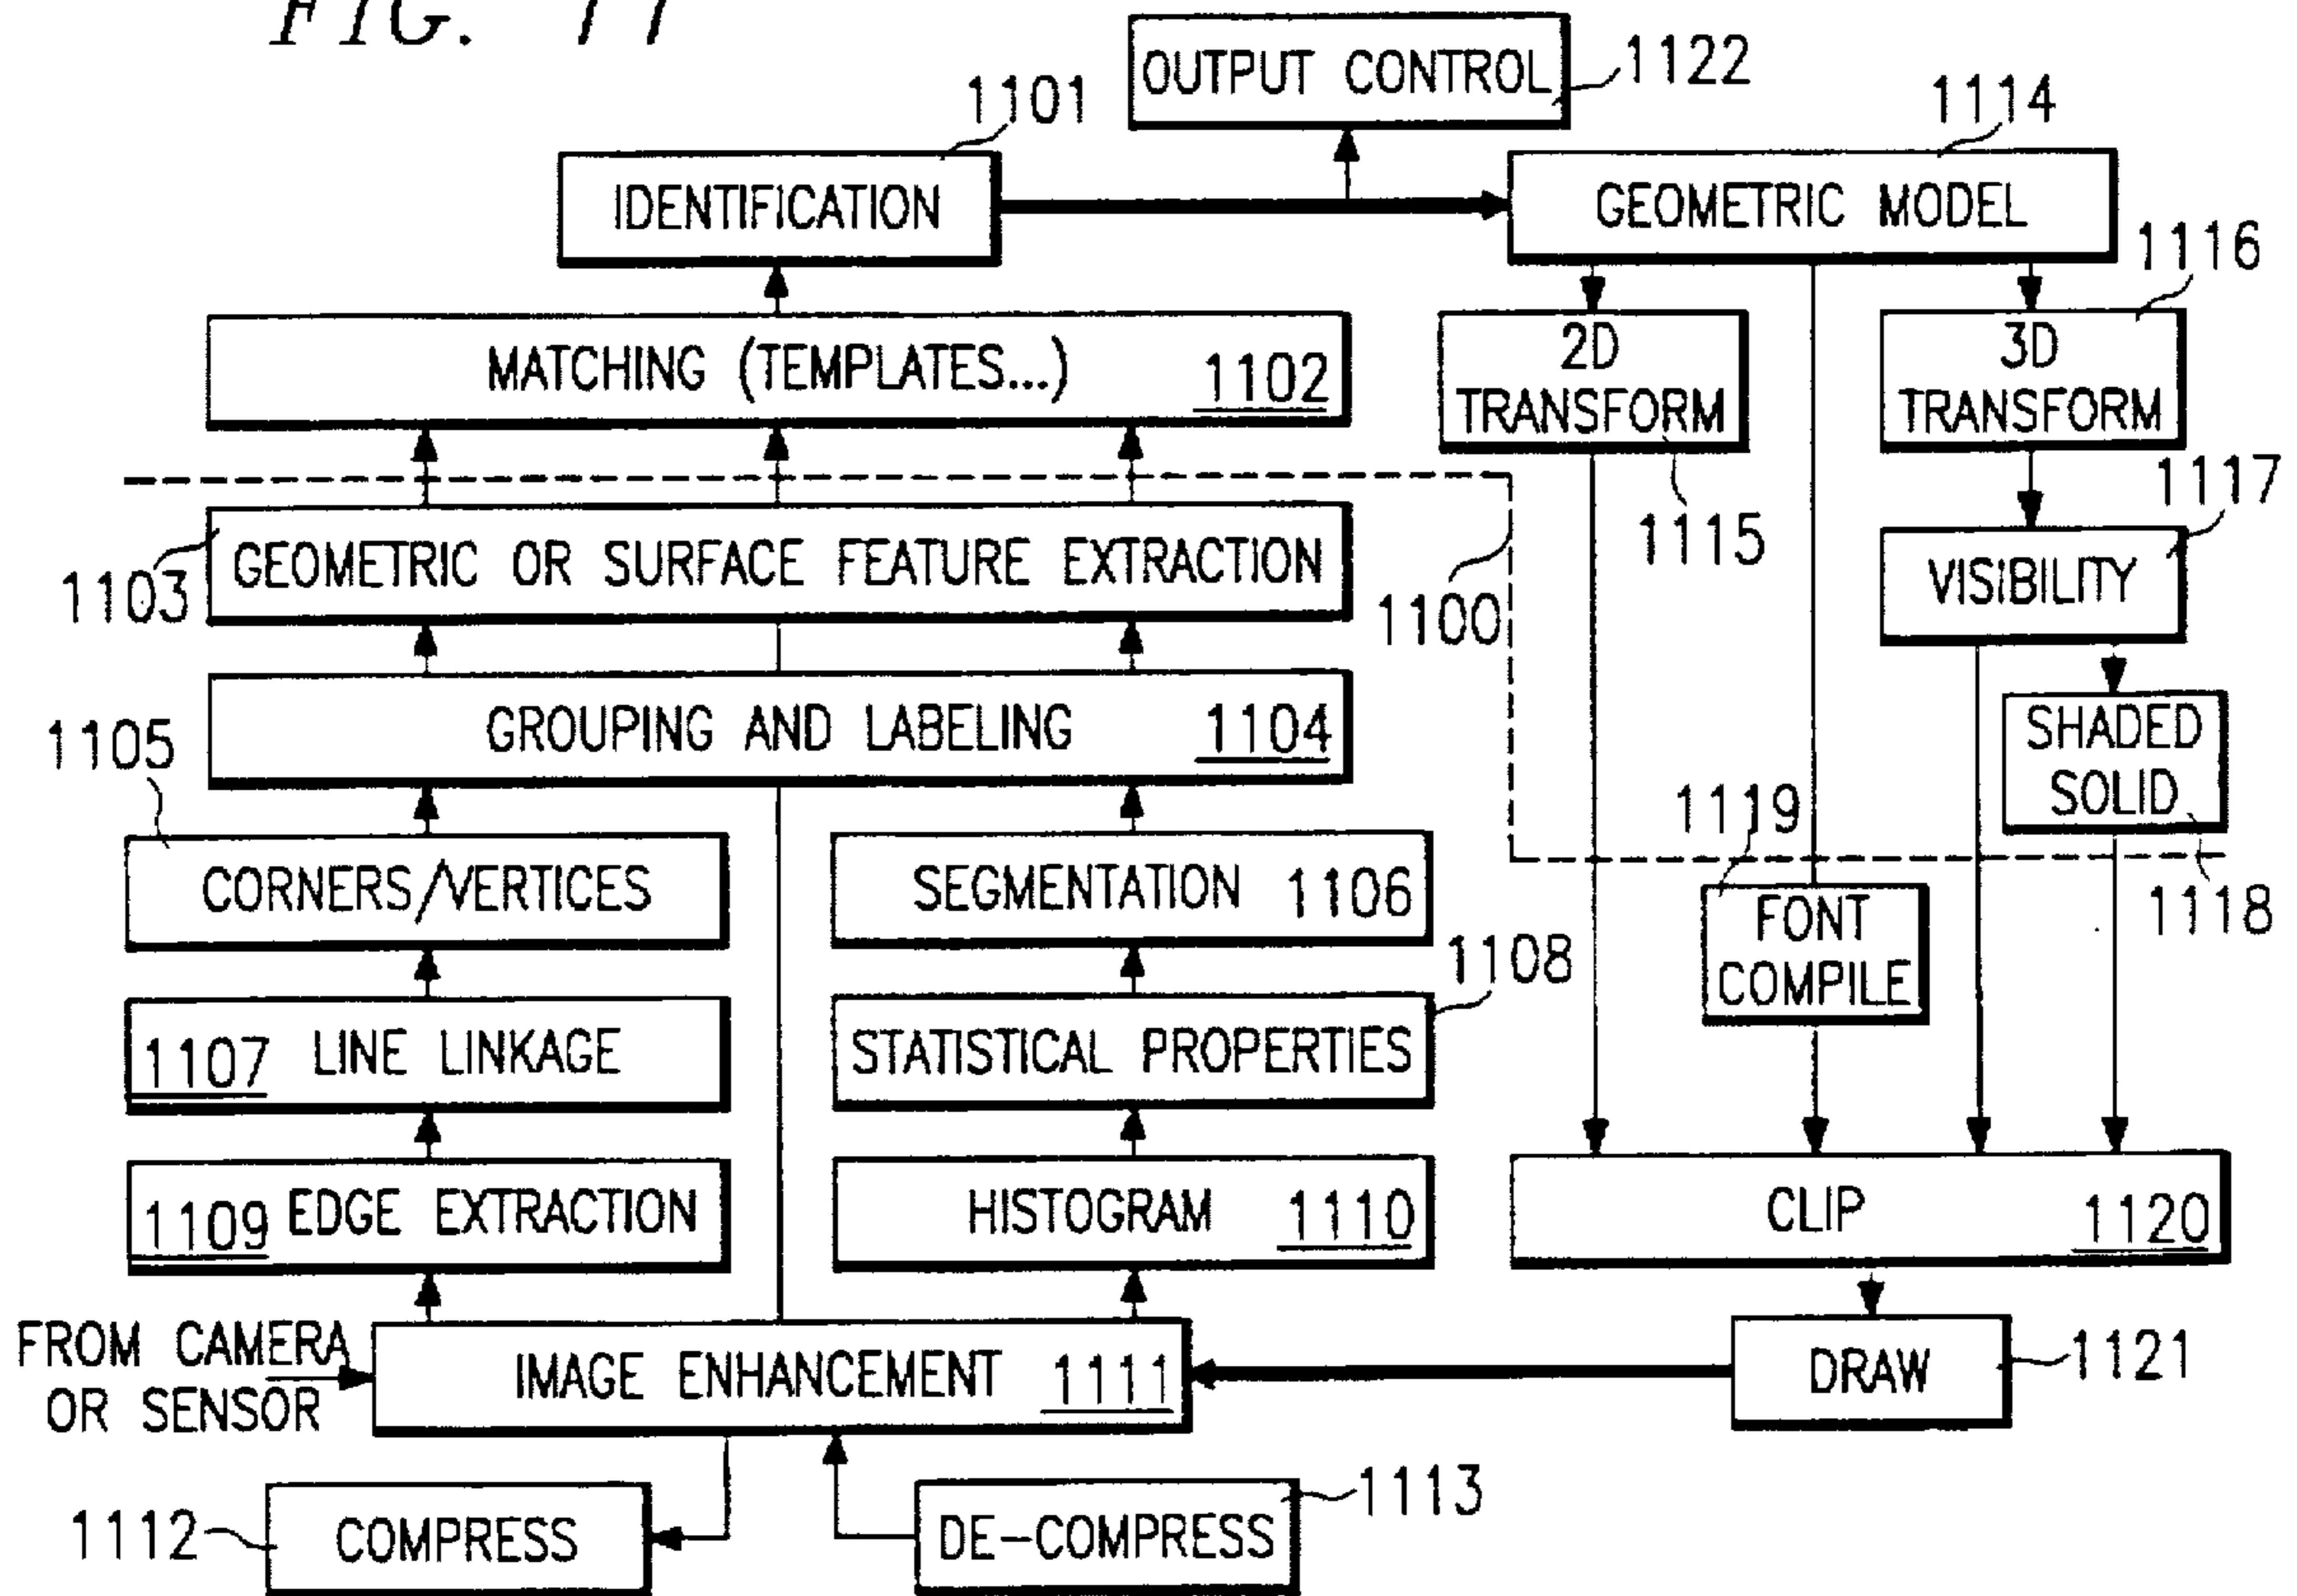 FIG. 11
OUTPUT CONTROL
1122
1101
1114
IDENTIFICATION
GEOMETRIC MODEL
1116
MATCHING (TEMPLATES...) 1102
2D
TRANSFORM
3D
TRANSFORM
1115
1117
1103
GEOMETRIC OR SURFACE FEATURE EXTRACTION
1100
VISIBILITY
GROUPING AND LABELING 1104
SHADED
SOLID
1105
1119
1118
CORNERS/VERTICES
SEGMENTATION 1106
FONT
COMPILE
1108
1107 LINE LINKAGE
STATISTICAL PROPERTIES
1109 EDGE EXTRACTION
HISTOGRAM 1110
CLIP 1120
FROM CAMERA
OR SENSOR
IMAGE ENHANCEMENT 1111
DRAW
1121
1112
COMPRESS
DE-COMPRESS
1113